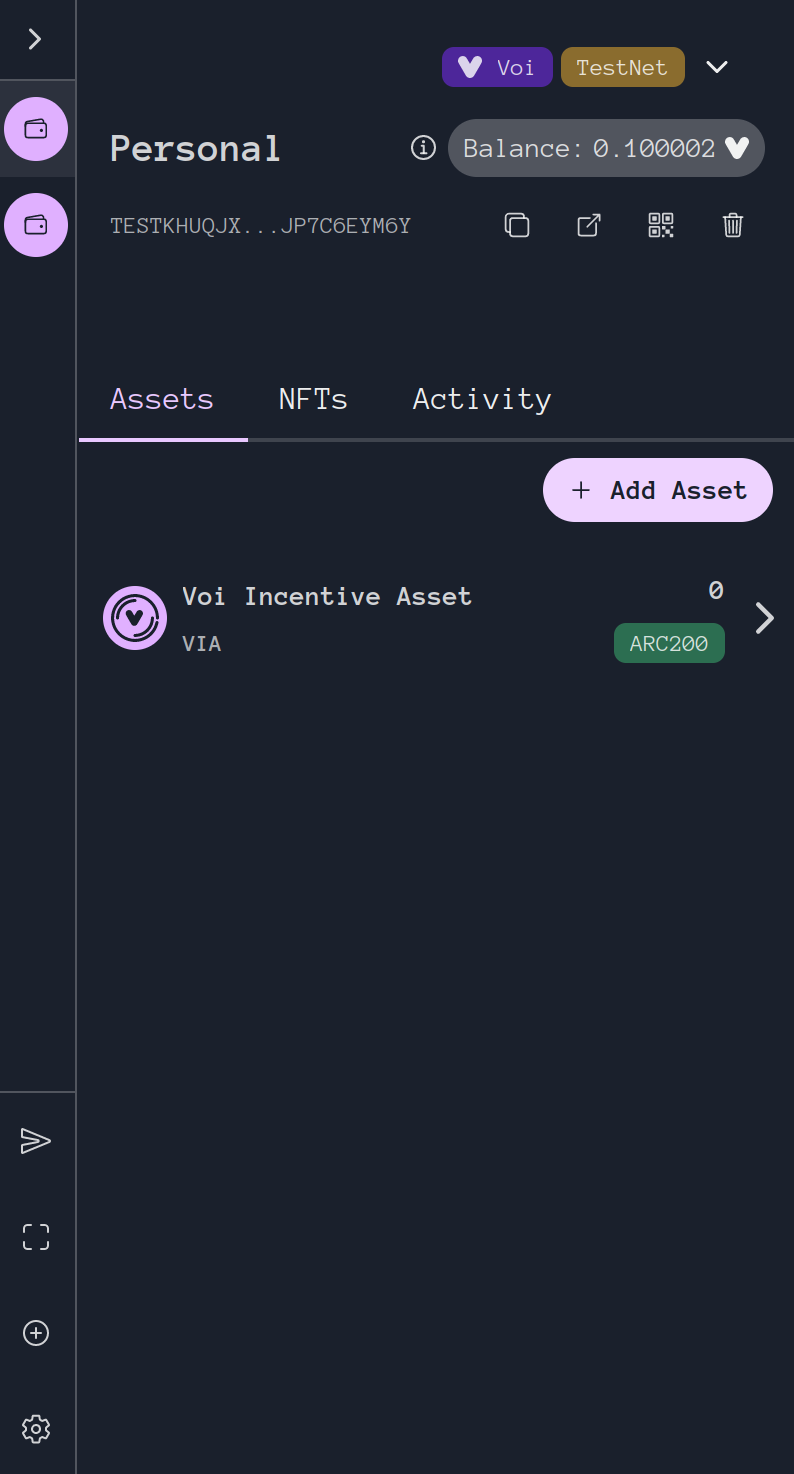 Voi TestNet
Personal Balance: 0.100002
TESTKHUQJX...JP7C6EYM6Y
Assets NFTs Activity
+ Add Asset
Voi Incentive Asset 0
VIA ARC200